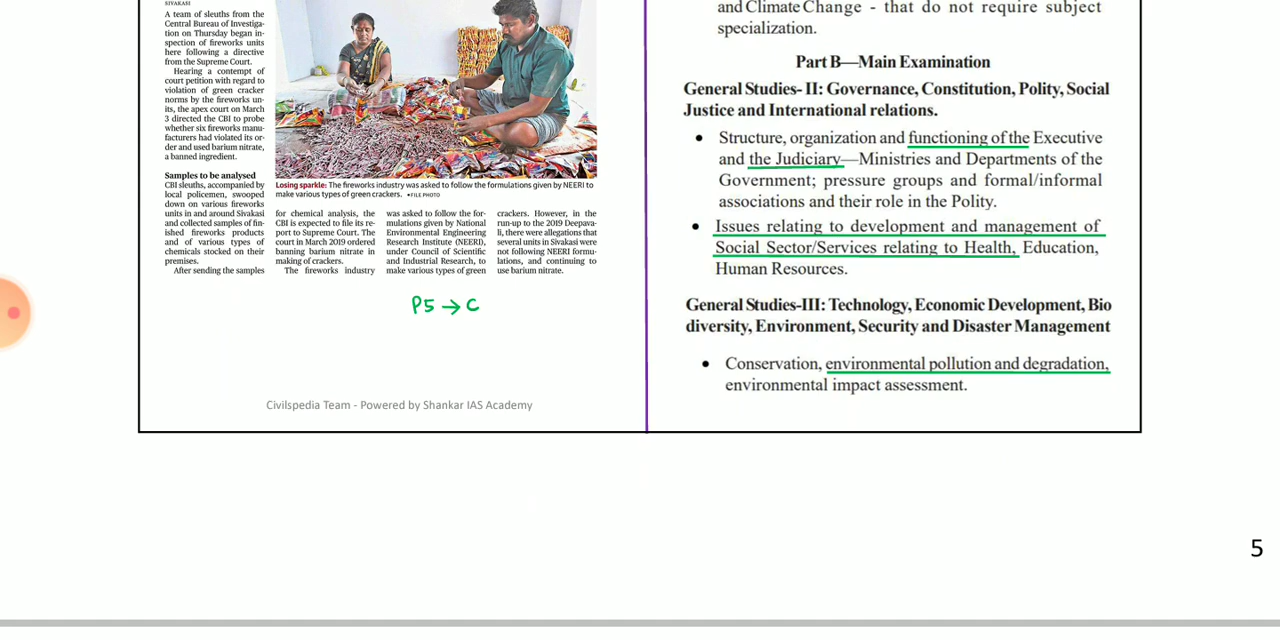 SIVAKASI
A team of sleuths from the
Central Bureau of Investiga-
tion on Thursday began in-
spection of fireworks units
here following a directive
from the Supreme Court.
Hearing a contempt of
court petition with regard to
violation of green cracker
norms by the fireworks un-
its, the apex court on March
3 directed the CBI to probe
whether six fireworks manu-
facturers had violated its or-
der and used barium nitrate,
a banned ingredient.
Samples to be analysed
CBI sleuths, accompanied by
local policemen, swooped
down on various fireworks
units in and around Sivakasi
and collected samples of fin-
ished fireworks products
and of various types of
chemicals stocked on their
premises.
After sending the samples
Losing sparkle: The fireworks industry was asked to follow the formulations given by NEERI to
make various types of green crackers. •FILE PHOTO
for chemical analysis, the
CBI is expected to file its re-
port to Supreme Court. The
court in March 2019 ordered
banning barium nitrate in
making of crackers.
The fireworks industry
was asked to follow the for-
mulations given by National
Environmental Engineering
Research Institute (NEERI),
under Council of Scientific
and Industrial Research, to
make various types of green
crackers. However, in the
run-up to the 2019 Deepava-
li, there were allegations that
several units in Sivakasi were
not following NEERI formu-
lations, and continuing to
use barium nitrate.
P5 → C
Civilspedia Team - Powered by Shankar IAS Academy
and Climate Change - that do not require subject
specialization.
Part B—Main Examination
General Studies- II: Governance, Constitution, Polity, Social
Justice and International relations.
• Structure, organization and functioning of the Executive
and the Judiciary—Ministries and Departments of the
Government; pressure groups and formal/informal
associations and their role in the Polity.
• Issues relating to development and management of
Social Sector/Services relating to Health, Education,
Human Resources.
General Studies-III: Technology, Economic Development, Bio
diversity, Environment, Security and Disaster Management
• Conservation, environmental pollution and degradation,
environmental impact assessment.
5